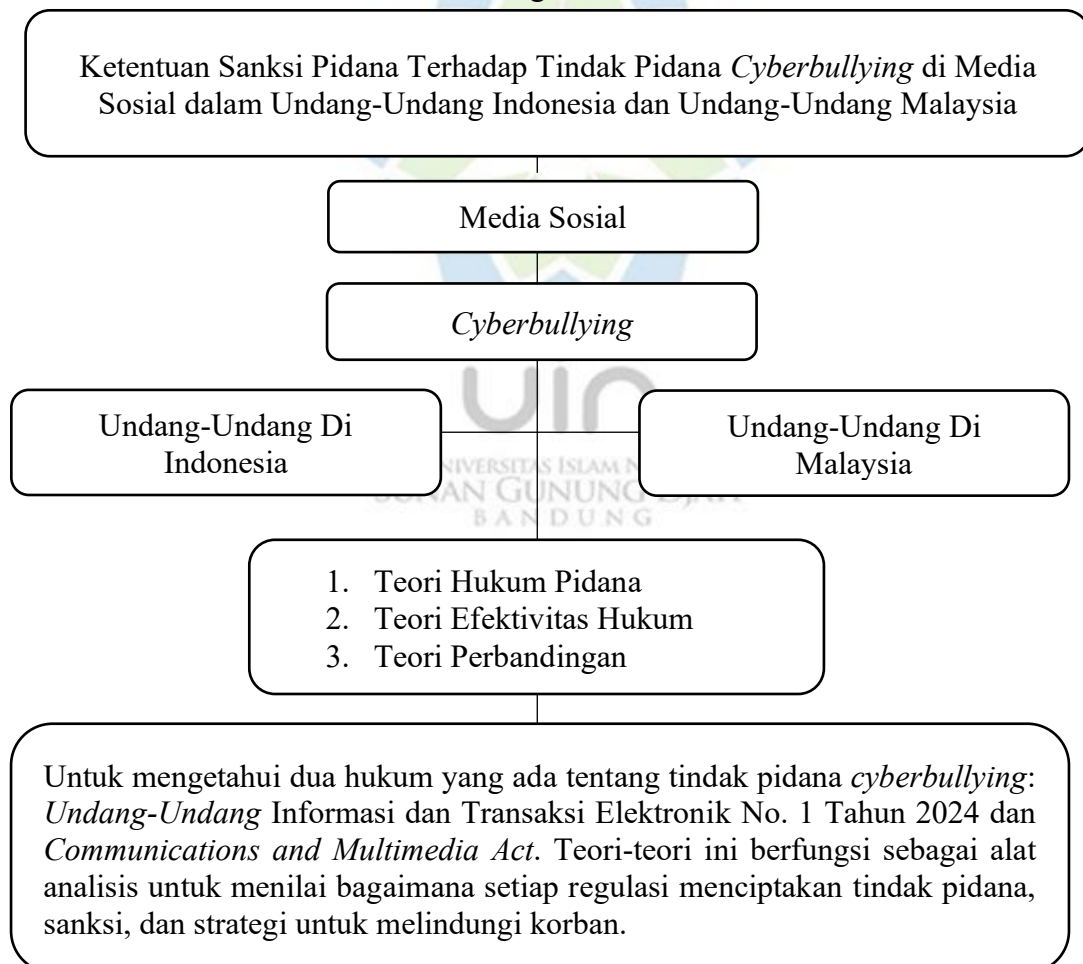 Ketentuan Sanksi Pidana Terhadap Tindak Pidana Cyberbullying di Media
Sosial dalam Undang-Undang Indonesia dan Undang-Undang Malaysia
Media Sosial
Cyberbullying
Undang-Undang Di
Indonesia
Undang-Undang Di
Malaysia
uin
UNIVERSITAS ISLAM N
SUNAN GUNUNG DJATI
BANDUNG
1. Teori Hukum Pidana
2. Teori Efektivitas Hukum
3. Teori Perbandingan
Untuk mengetahui dua hukum yang ada tentang tindak pidana cyberbullying:
Undang-Undang Informasi dan Transaksi Elektronik No. 1 Tahun 2024 dan
Communications and Multimedia Act. Teori-teori ini berfungsi sebagai alat
analisis untuk menilai bagaimana setiap regulasi menciptakan tindak pidana,
sanksi, dan strategi untuk melindungi korban.